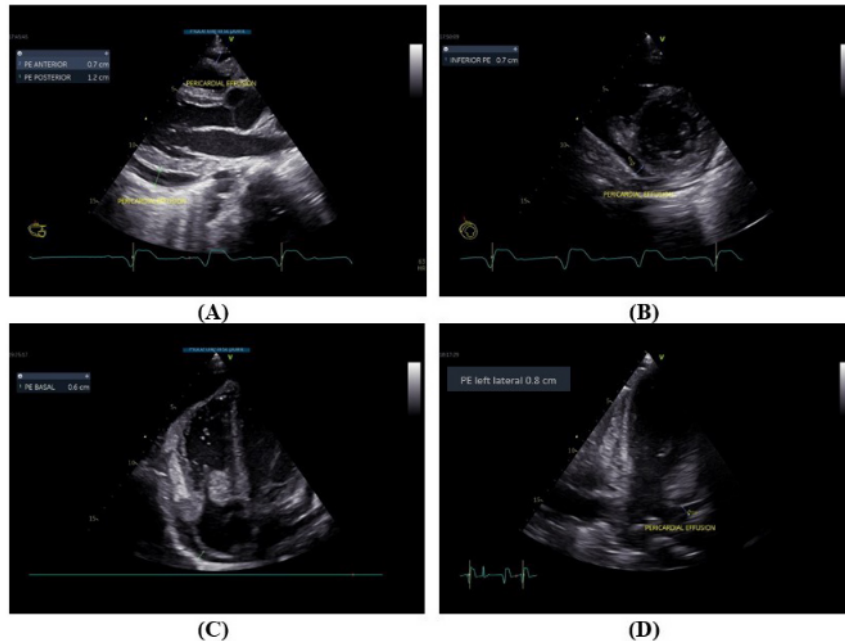 PE ANTERIOR 0.7 cm
PE POSTERIOR 1.2 cm
PERICARDIAL EFFUSION
PERICARDIAL EFFUSION
(A)
INFERIOR PE 0.7 cm
PERICARDIAL EFFUSION
(B)
PE BASAL 0.6 cm
(C)
PE left lateral 0.8 cm
PERICARDIAL EFFUSION
(D)